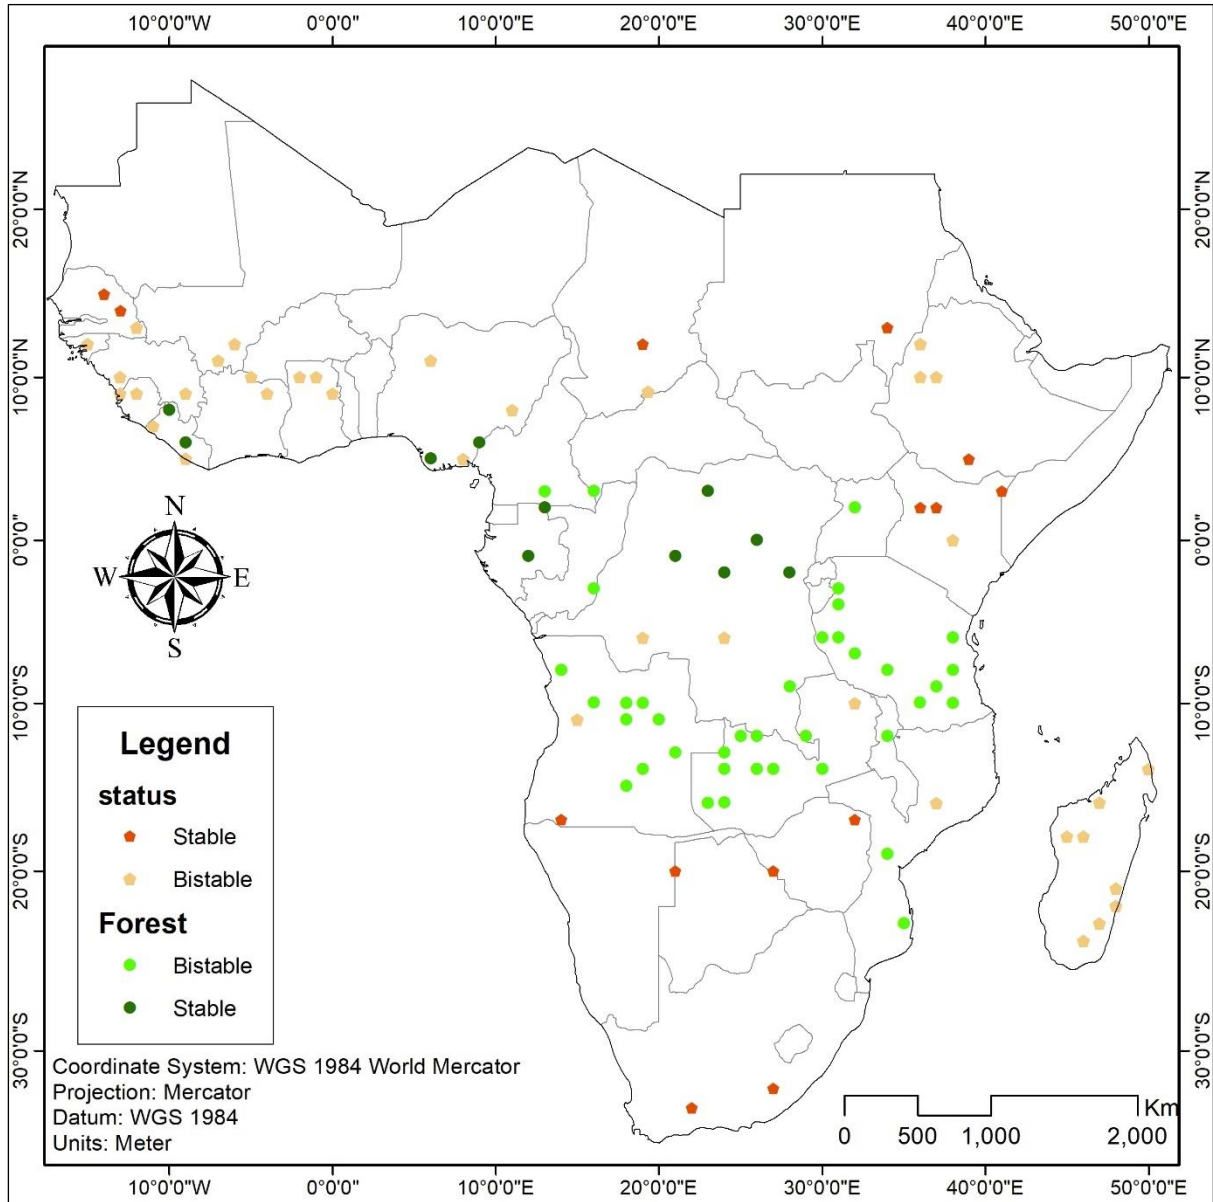 10°0'0"W 0°0'0" 10°0'0"E 20°0'0"E 30°0'0"E 40°0'0"E 50°0'0"E
20°0'0"N 20°0'0"N
10°0'0"N 10°0'0"N
N
0°0'0" W E 0°0'0"
S
10°0'0"S 10°0'0"S
Legend
status
Stable
Bistable
20°0'0"S 20°0'0"S
Forest
Bistable
Stable
30°0'0"S 30°0'0"S
Coordinate System: WGS 1984 World Mercator
Projection: Mercator
Datum: WGS 1984
Units: Meter
Km
0 500 1,000 2,000
10°0'0"W 0°0'0" 10°0'0"E 20°0'0"E 30°0'0"E 40°0'0"E 50°0'0"E